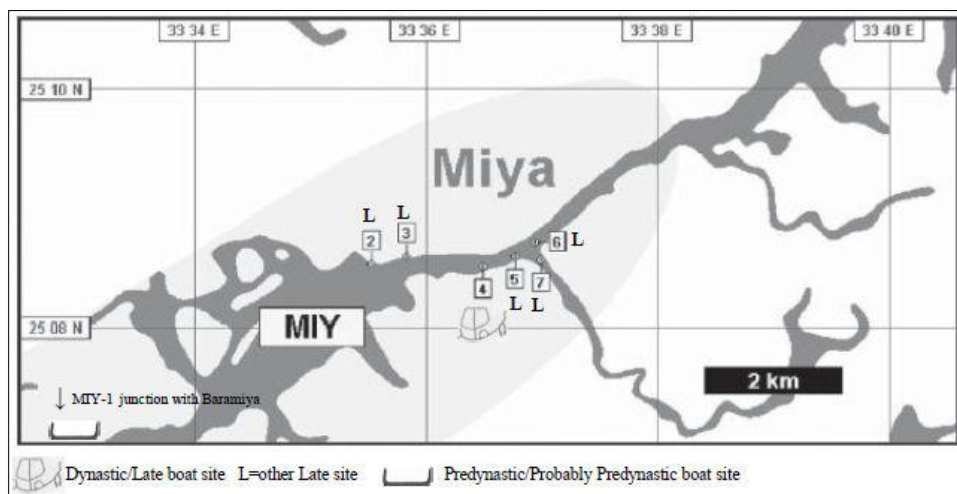 33 34 E 33 36 E 33 38 E 33 40 E
25 10 N
Miya
L L
2 3 6 L
4 5 7
L L
25 08 N
MIY
2 km
↓ MIY-1 junction with Baramiya
Dynastic/Late boat site L=other Late site Predynastic/Probably Predynastic boat site